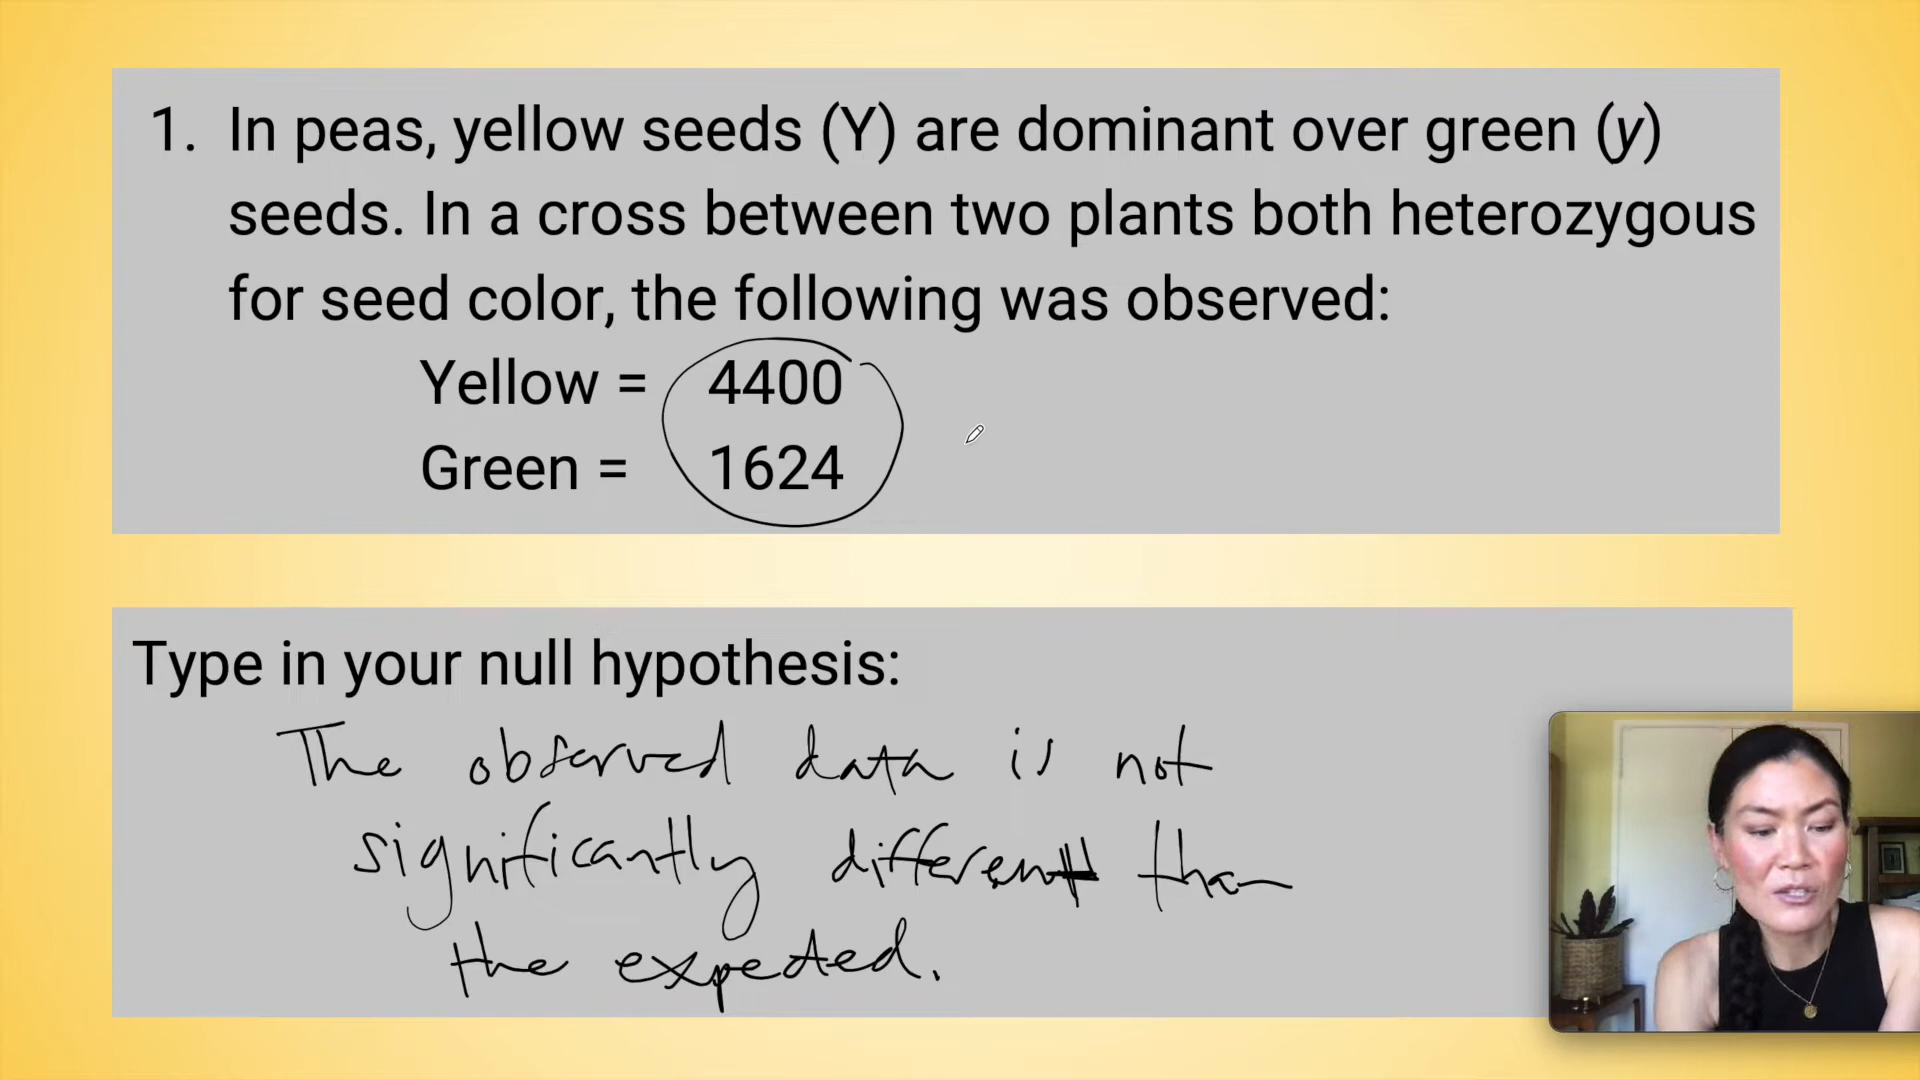 1. In peas, yellow seeds (Y) are dominant over green (y)
seeds. In a cross between two plants both heterozygous
for seed color, the following was observed:
Yellow = 4400
Green = 1624
Type in your null hypothesis:
The observed data is not
significantly different than
the expected.